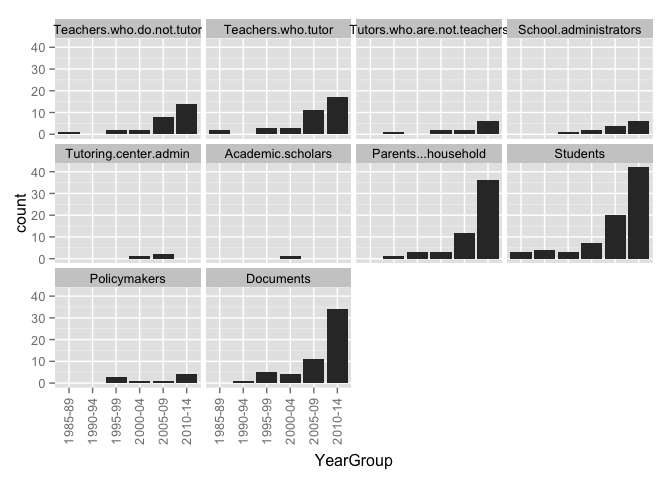 Teachers.who.do.not.tutor Teachers.who.tutor Tutors.who.are.not.teachers School.administrators
40
30
20
10
0
Tutoring.center.admin Academic.scholars Parents...household Students
40
30
20
10
0
Policymakers Documents
40
30
20
10
0
1985-89 1990-94 1995-99 2000-04 2005-09 2010-14 1985-89 1990-94 1995-99 2000-04 2005-09 2010-14
count
YearGroup